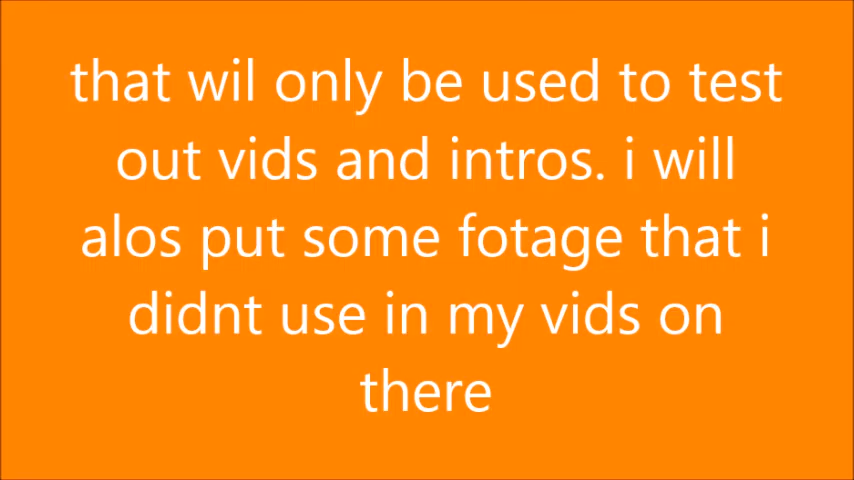 that wil only be used to test
out vids and intros. i will
alos put some fotage that i
didnt use in my vids on
there